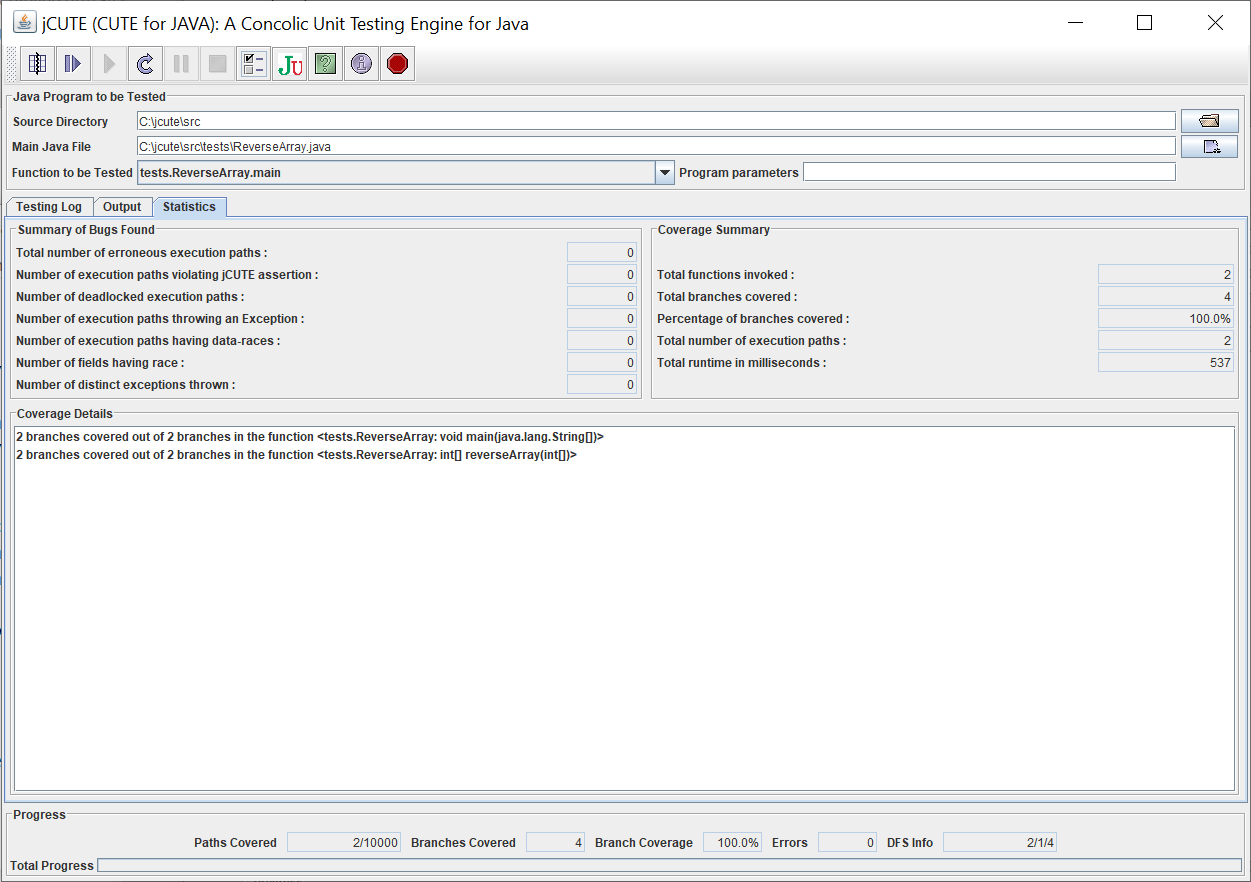 jCUTE (CUTE for JAVA): A Concolic Unit Testing Engine for Java
JU
Java Program to be Tested
Source Directory C:\jcute\src
Main Java File C:\jcute\src\tests\ReverseArray.java
Function to be Tested tests.ReverseArray.main Program parameters
Testing Log Output Statistics
Summary of Bugs Found
Total number of erroneous execution paths : 0
Number of execution paths violating jCUTE assertion : 0
Number of deadlocked execution paths : 0
Number of execution paths throwing an Exception : 0
Number of execution paths having data-races : 0
Number of fields having race : 0
Number of distinct exceptions thrown : 0
Coverage Summary
Total functions invoked : 2
Total branches covered : 4
Percentage of branches covered : 100.0%
Total number of execution paths : 2
Total runtime in milliseconds : 537
Coverage Details
2 branches covered out of 2 branches in the function <tests.ReverseArray: void main(java.lang.String[])>
2 branches covered out of 2 branches in the function <tests.ReverseArray: int[] reverseArray(int[])>
Progress
Paths Covered 2/10000 Branches Covered 4 Branch Coverage 100.0% Errors 0 DFS Info 2/1/4
Total Progress